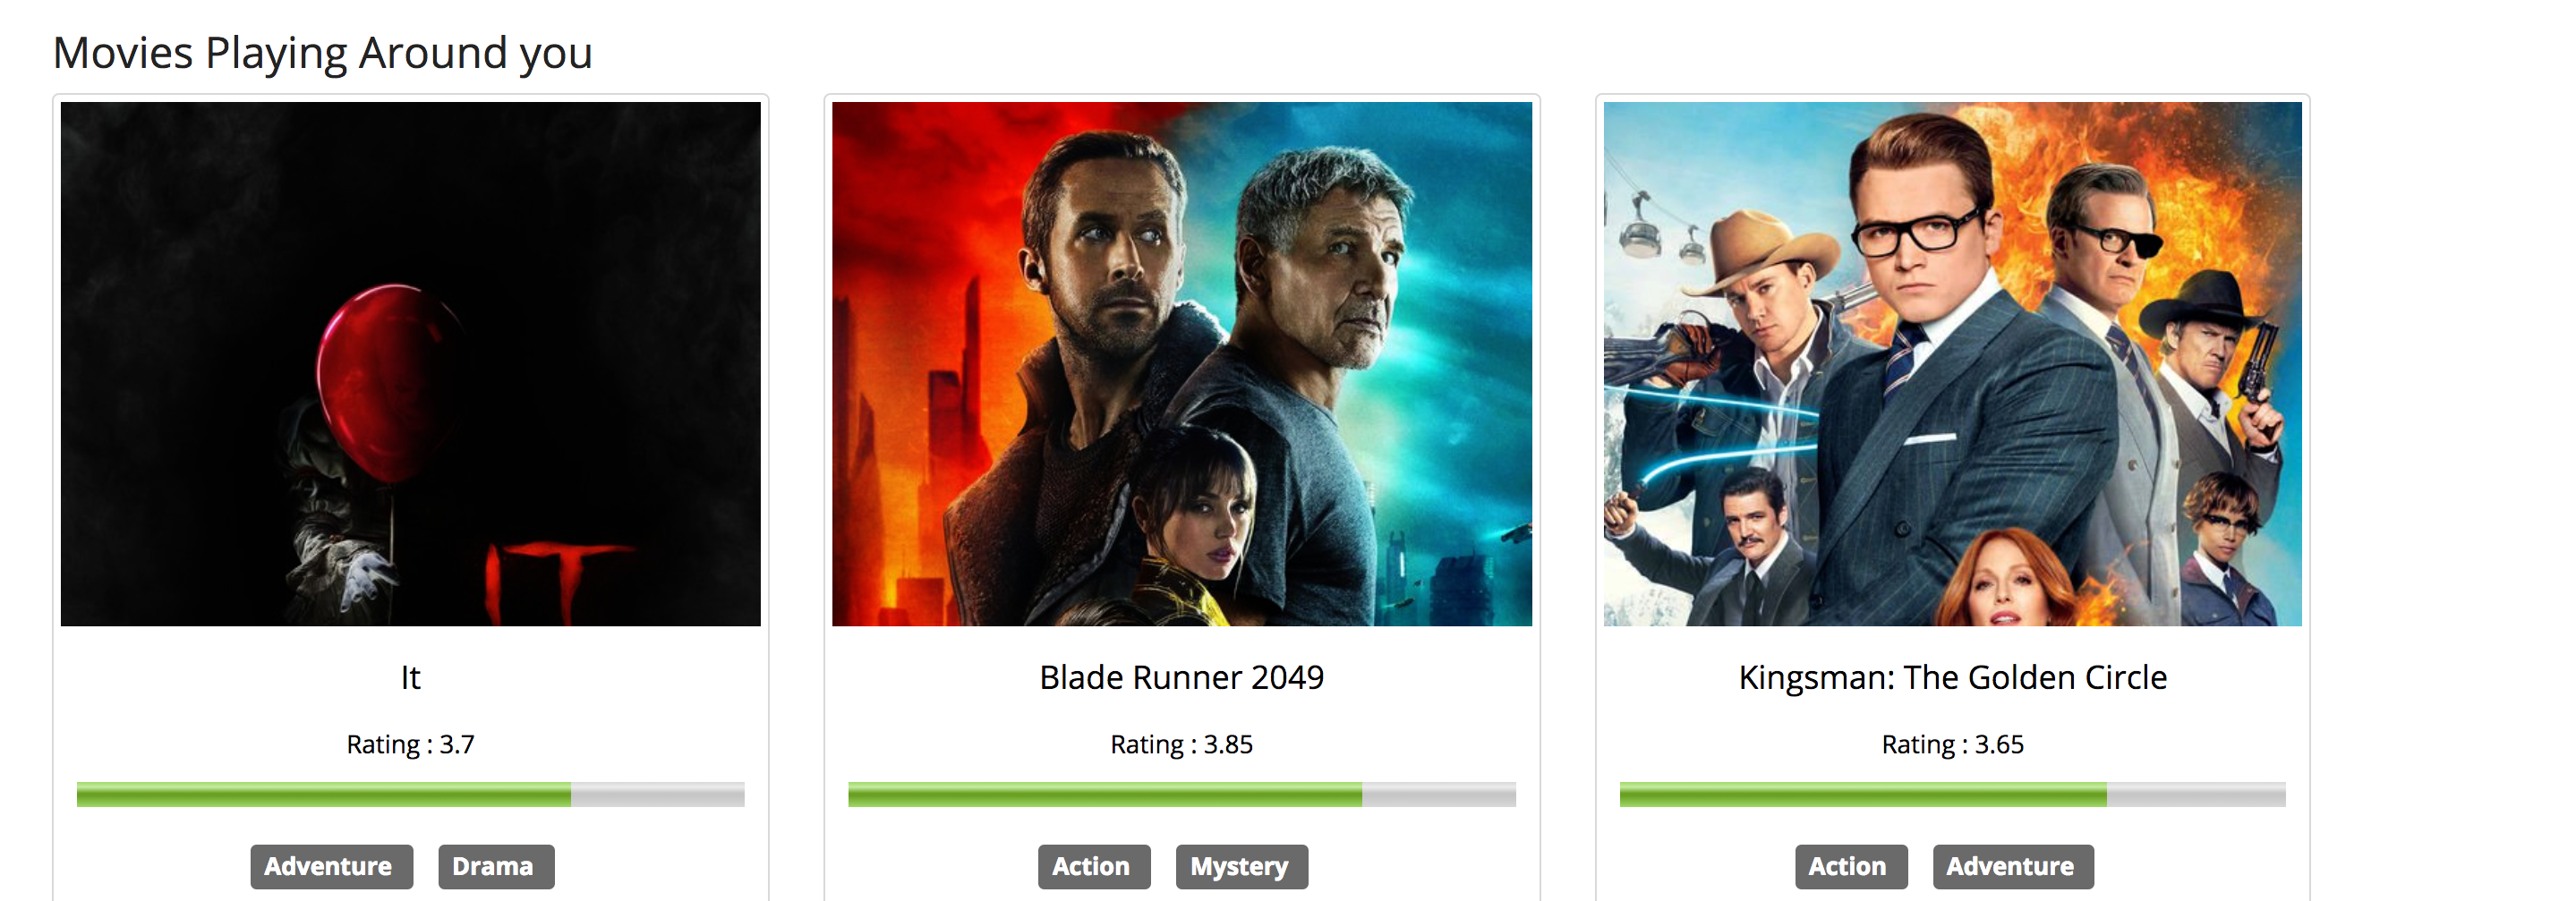 Movies Playing Around you
IT
It
Rating : 3.7
Adventure Drama
Blade Runner 2049
Rating : 3.85
Action Mystery
Kingsman: The Golden Circle
Rating : 3.65
Action Adventure